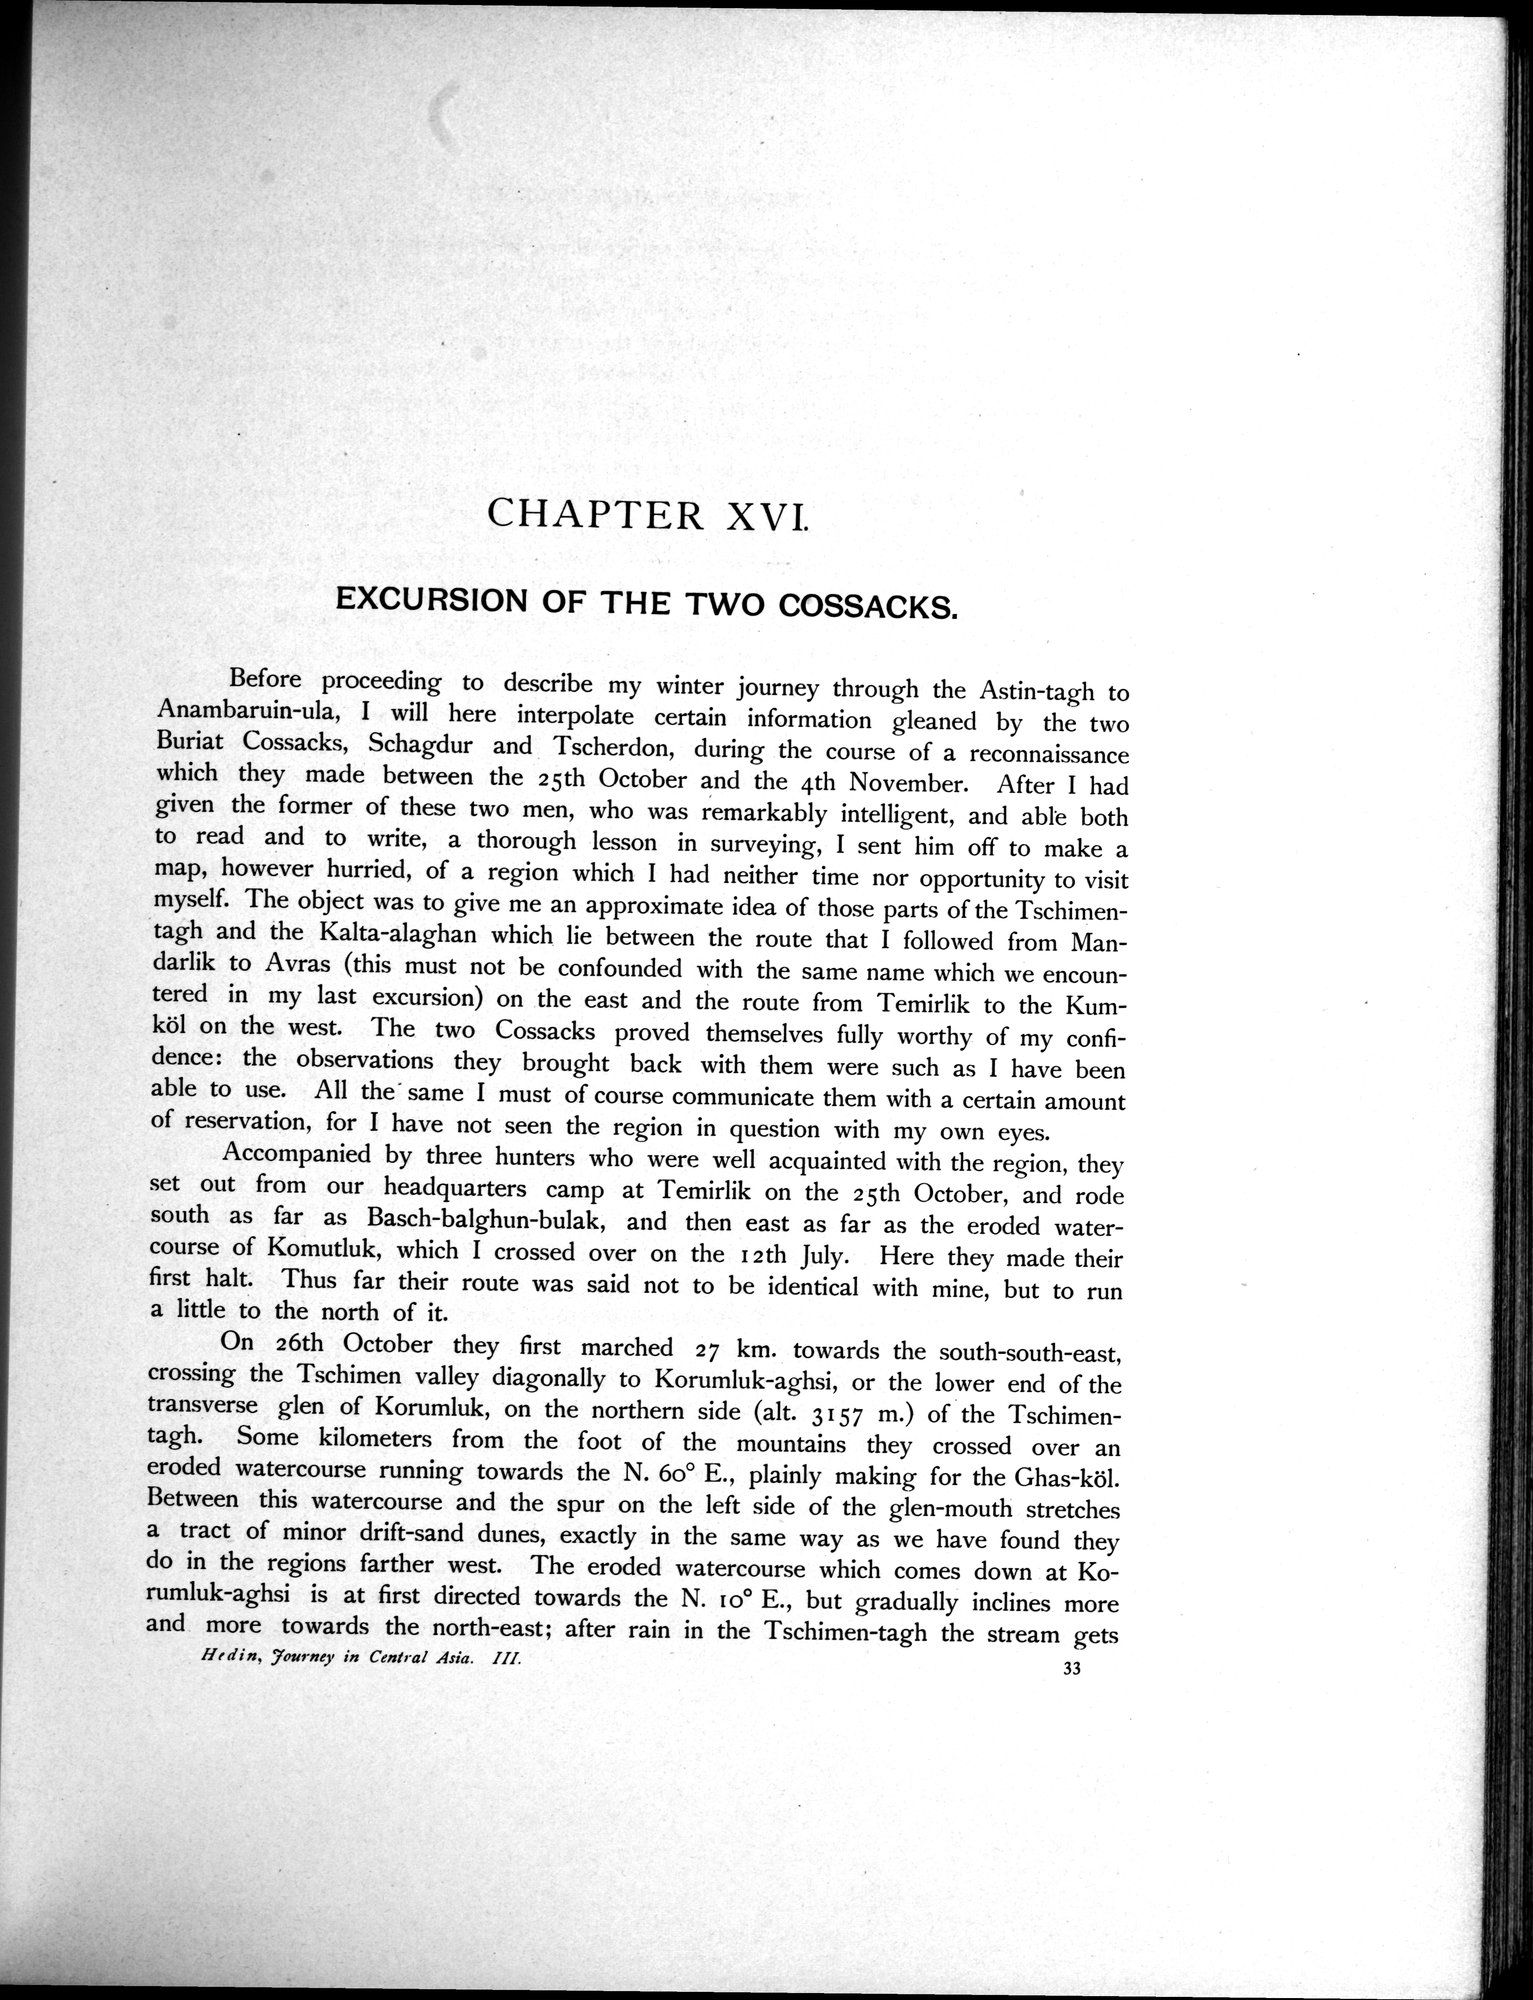 CHAPTER XVI.
EXCURSION OF THE TWO COSSACKS.
Before proceeding to describe my winter journey through the Astin-tagh to
Anambaruin-ula, I will here interpolate certain information gleaned by the two
Buriat Cossacks, Schagdur and Tscherdon, during the course of a reconnaissance
which they made between the 25th October and the 4th November. After I had
given the former of these two men, who was remarkably intelligent, and able both
to read and to write, a thorough lesson in surveying, I sent him off to make a
map, however hurried, of a region which I had neither time nor opportunity to visit
myself. The object was to give me an approximate idea of those parts of the Tschimen-
tagh and the Kalta-alaghan which lie between the route that I followed from Man-
darlik to Avras (this must not be confounded with the same name which we encoun-
tered in my last excursion) on the east and the route from Temirlik to the Kum-
köl on the west. The two Cossacks proved themselves fully worthy of my confi-
dence: the observations they brought back with them were such as I have been
able to use. All the same I must of course communicate them with a certain amount
of reservation, for I have not seen the region in question with my own eyes.
Accompanied by three hunters who were well acquainted with the region, they
set out from our headquarters camp at Temirlik on the 25th October, and rode
south as far as Basch-balghun-bulak, and then east as far as the eroded water-
course of Komutluk, which I crossed over on the 12th July. Here they made their
first halt. Thus far their route was said not to be identical with mine, but to run
a little to the north of it.
On 26th October they first marched 27 km. towards the south-south-east,
crossing the Tschimen valley diagonally to Korumluk-aghsi, or the lower end of the
transverse glen of Korumluk, on the northern side (alt. 3157 m.) of the Tschimen-
tagh. Some kilometers from the foot of the mountains they crossed over an
eroded watercourse running towards the N. 60° E., plainly making for the Ghas-köl.
Between this watercourse and the spur on the left side of the glen-mouth stretches
a tract of minor drift-sand dunes, exactly in the same way as we have found they
do in the regions farther west. The eroded watercourse which comes down at Ko-
rumluk-aghsi is at first directed towards the N. 10° E., but gradually inclines more
and more towards the north-east; after rain in the Tschimen-tagh the stream gets
Hedin, Journey in Central Asia. III.
33